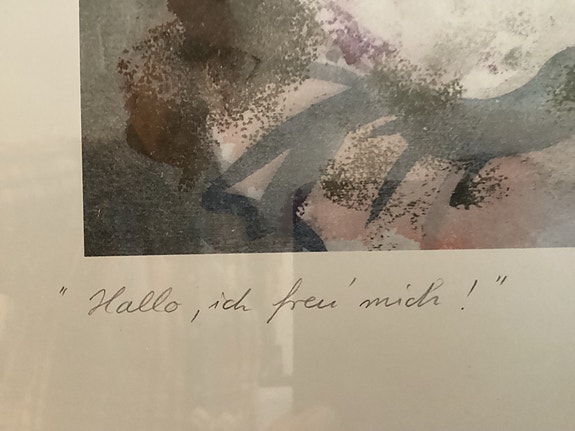 " Hallo, ich freu' mich ! "